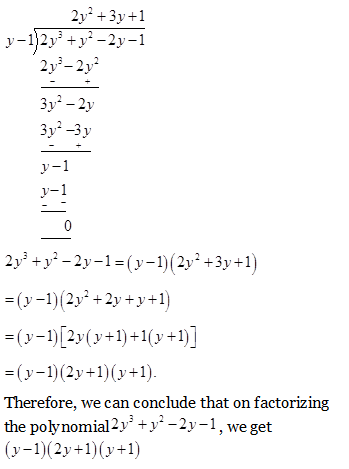 2y² + 3y + 1
y − 1)2y³ + y² − 2y − 1
2y³ − 2y²
− +
3y² − 2y
3y² − 3y
− +
y − 1
y − 1
− −
0
2y³ + y² − 2y − 1 = (y − 1)(2y² + 3y + 1)
= (y − 1)(2y² + 2y + y + 1)
= (y − 1)[2y(y + 1) + 1(y + 1)]
= (y − 1)(2y + 1)(y + 1).
Therefore, we can conclude that on factorizing
the polynomial 2y³ + y² − 2y − 1, we get
(y − 1)(2y + 1)(y + 1)